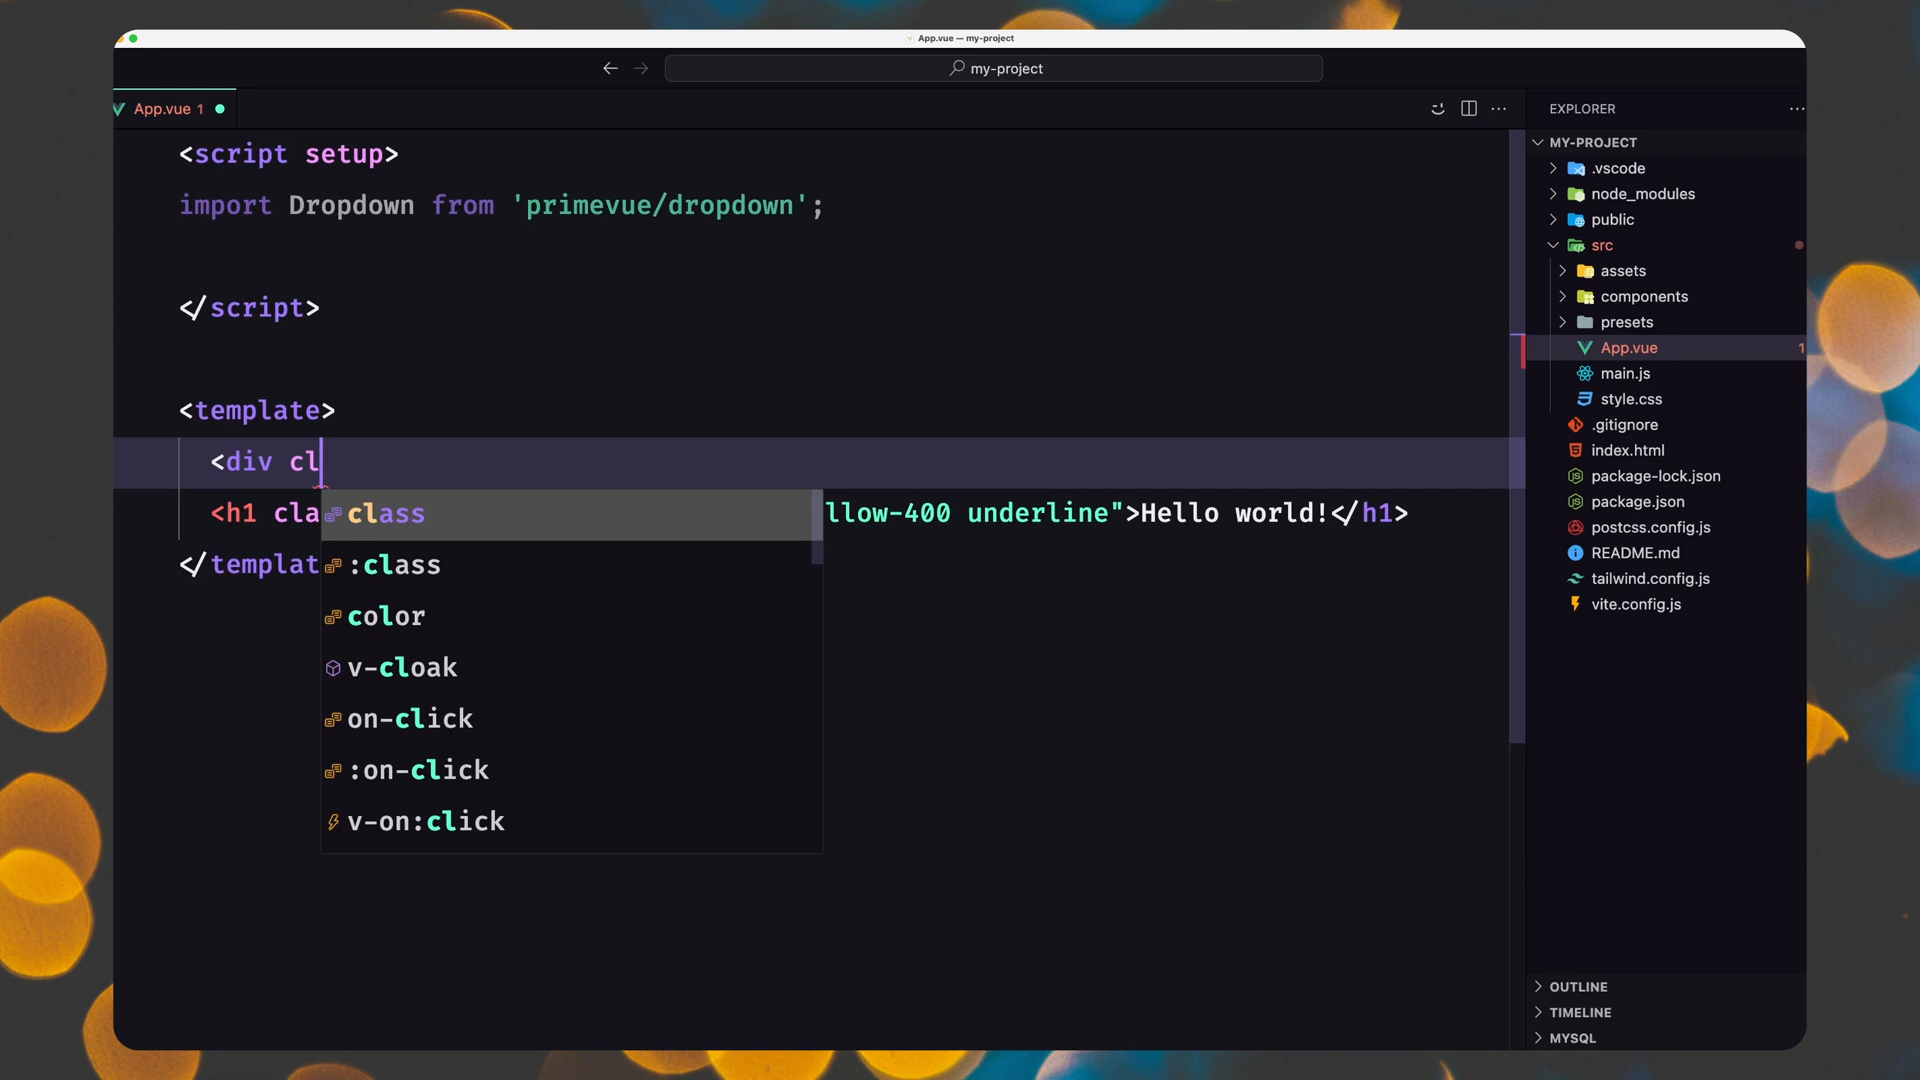 App.vue — my-project
my-project
App.vue 1
<script setup>
import Dropdown from 'primevue/dropdown';
</script>
<template>
<div cl
<h1 cla
llow-400 underline">Hello world!</h1>
</templat
class
:class
color
v-cloak
on-click
:on-click
v-on:click
EXPLORER
MY-PROJECT
.vscode
node_modules
public
src
assets
components
presets
App.vue 1
main.js
style.css
.gitignore
index.html
package-lock.json
package.json
postcss.config.js
README.md
tailwind.config.js
vite.config.js
OUTLINE
TIMELINE
MYSQL